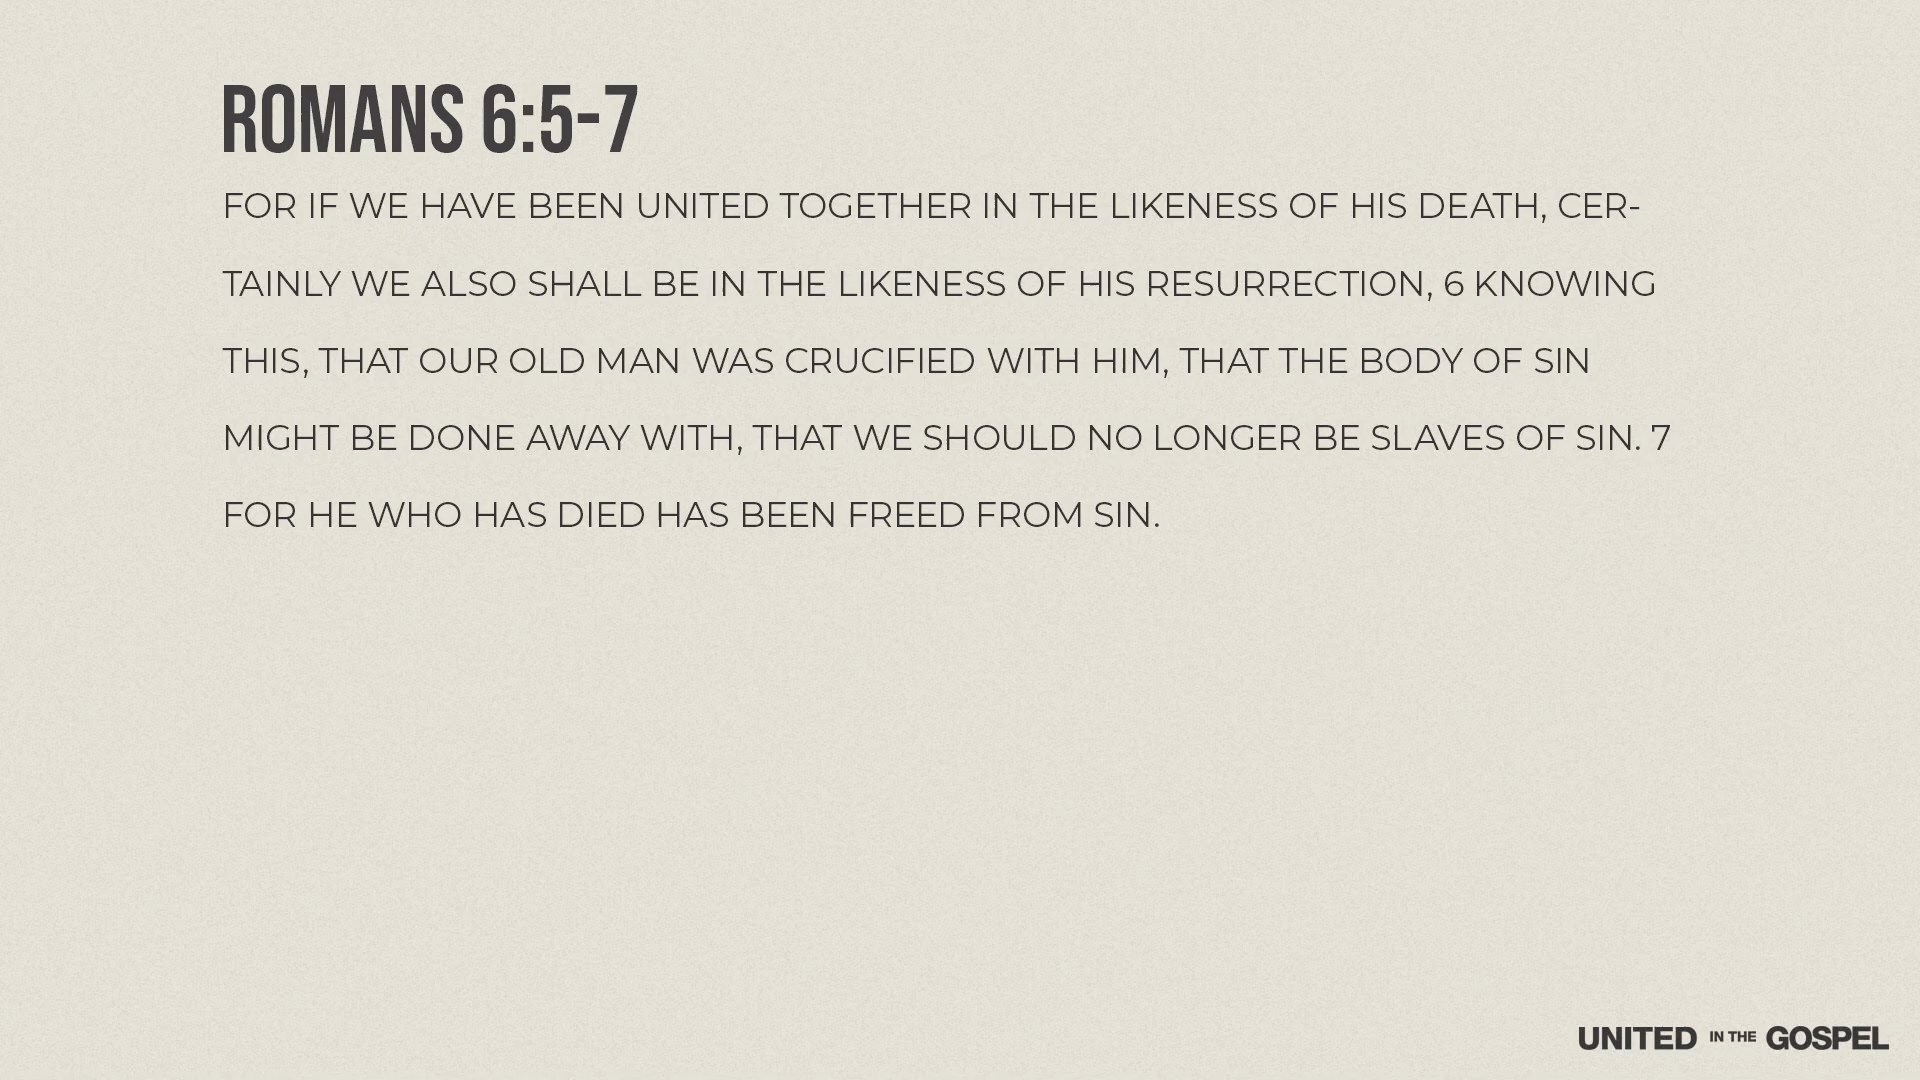 ROMANS 6:5-7
FOR IF WE HAVE BEEN UNITED TOGETHER IN THE LIKENESS OF HIS DEATH, CER-
TAINLY WE ALSO SHALL BE IN THE LIKENESS OF HIS RESURRECTION, 6 KNOWING
THIS, THAT OUR OLD MAN WAS CRUCIFIED WITH HIM, THAT THE BODY OF SIN
MIGHT BE DONE AWAY WITH, THAT WE SHOULD NO LONGER BE SLAVES OF SIN. 7
FOR HE WHO HAS DIED HAS BEEN FREED FROM SIN.
UNITED IN THE GOSPEL